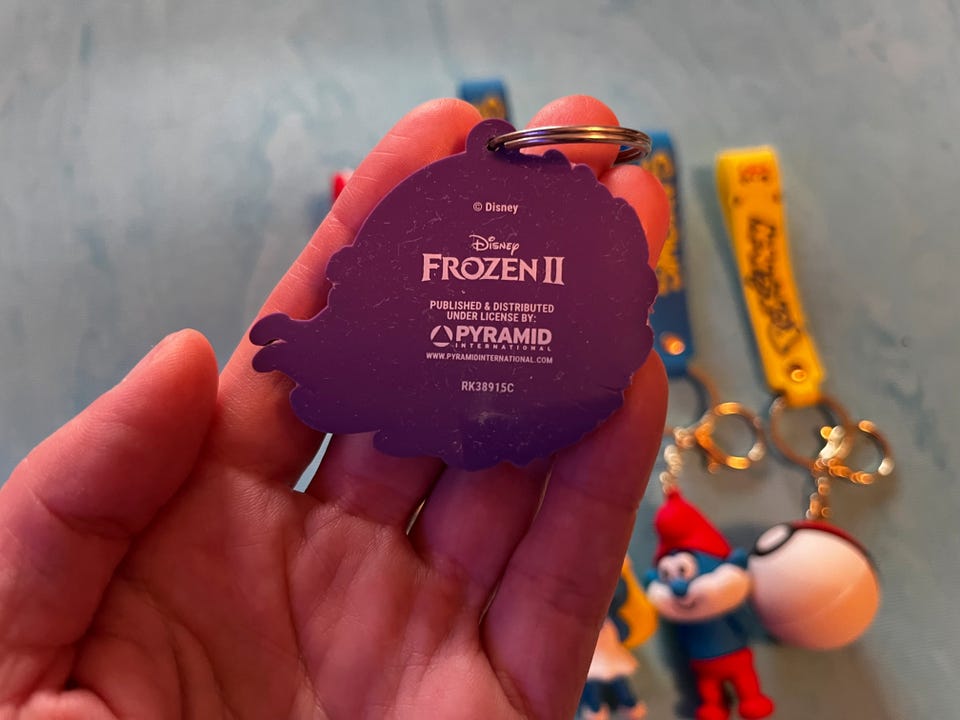 © Disney
Disney
FROZEN II
PUBLISHED & DISTRIBUTED
UNDER LICENSE BY:
PYRAMID
INTERNATIONAL
WWW.PYRAMIDINTERNATIONAL.COM
RK38915C